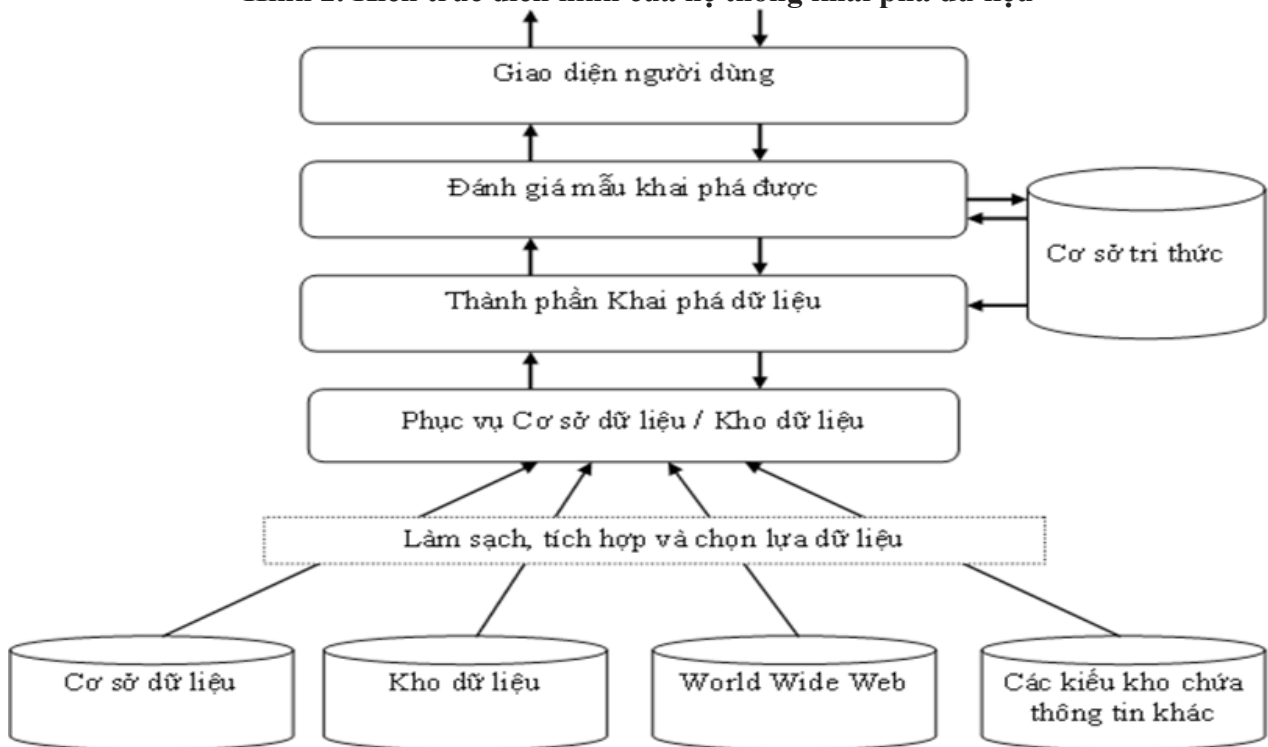 Giao diện người dùng
Đánh giá mẫu khai phá được
Cơ sở tri thức
Thành phần Khai phá dữ liệu
Phục vụ Cơ sở dữ liệu / Kho dữ liệu
Làm sạch, tích hợp và chọn lựa dữ liệu
Cơ sở dữ liệu
Kho dữ liệu
World Wide Web
Các kiểu kho chứa
thông tin khác